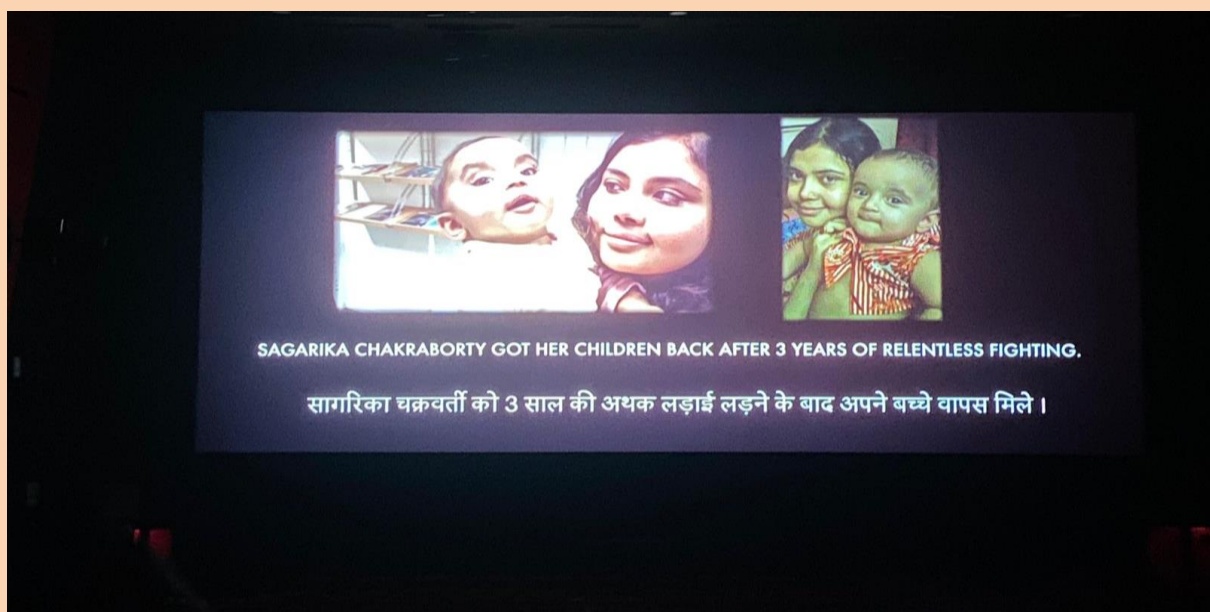 SAGARIKA CHAKRABORTY GOT HER CHILDREN BACK AFTER 3 YEARS OF RELENTLESS FIGHTING.
सागरिका चक्रवर्ती को 3 साल की अथक लड़ाई लड़ने के बाद अपने बच्चे वापस मिले ।